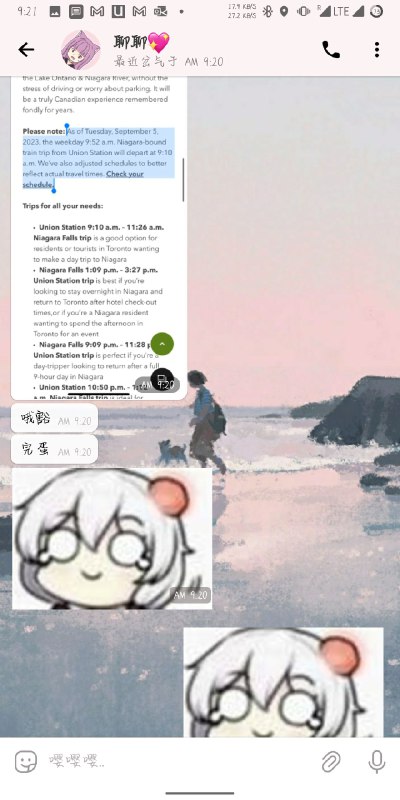 9:21
17.9 KB/S
27.2 KB/S
LTE
聊聊💖
最近岔气于 AM 9:20
the Lake Ontario & Niagara River, without the
stress of driving or worry about parking. It will
be a truly Canadian experience remembered
fondly for years.
Please note: As of Tuesday, September 5,
2023, the weekday 9:52 a.m. Niagara-bound
train trip from Union Station will depart at 9:10
a.m. We've also adjusted schedules to better
reflect actual travel times. Check your
schedule.
Trips for all your needs:
• Union Station 9:10 a.m. - 11:26 a.m.
Niagara Falls trip is a good option for
residents or tourists in Toronto wanting
to make a day trip to Niagara
• Niagara Falls 1:09 p.m. - 3:27 p.m.
Union Station trip is best if you're
looking to stay overnight in Niagara and
return to Toronto after hotel check-out
times,or if you're a Niagara resident
wanting to spend the afternoon in
Toronto for an event
• Niagara Falls 9:09 p.m. - 11:28 p
Union Station trip is perfect if you're a
day-tripper looking to return after a full
9-hour day in Niagara
• Union Station 10:50 p.m. - 1:
AM 9:20
a.m. Niagara Falls trip is ideal for
哦豁 AM 9:20
完蛋 AM 9:20
AM 9:20
嘤嘤嘤...